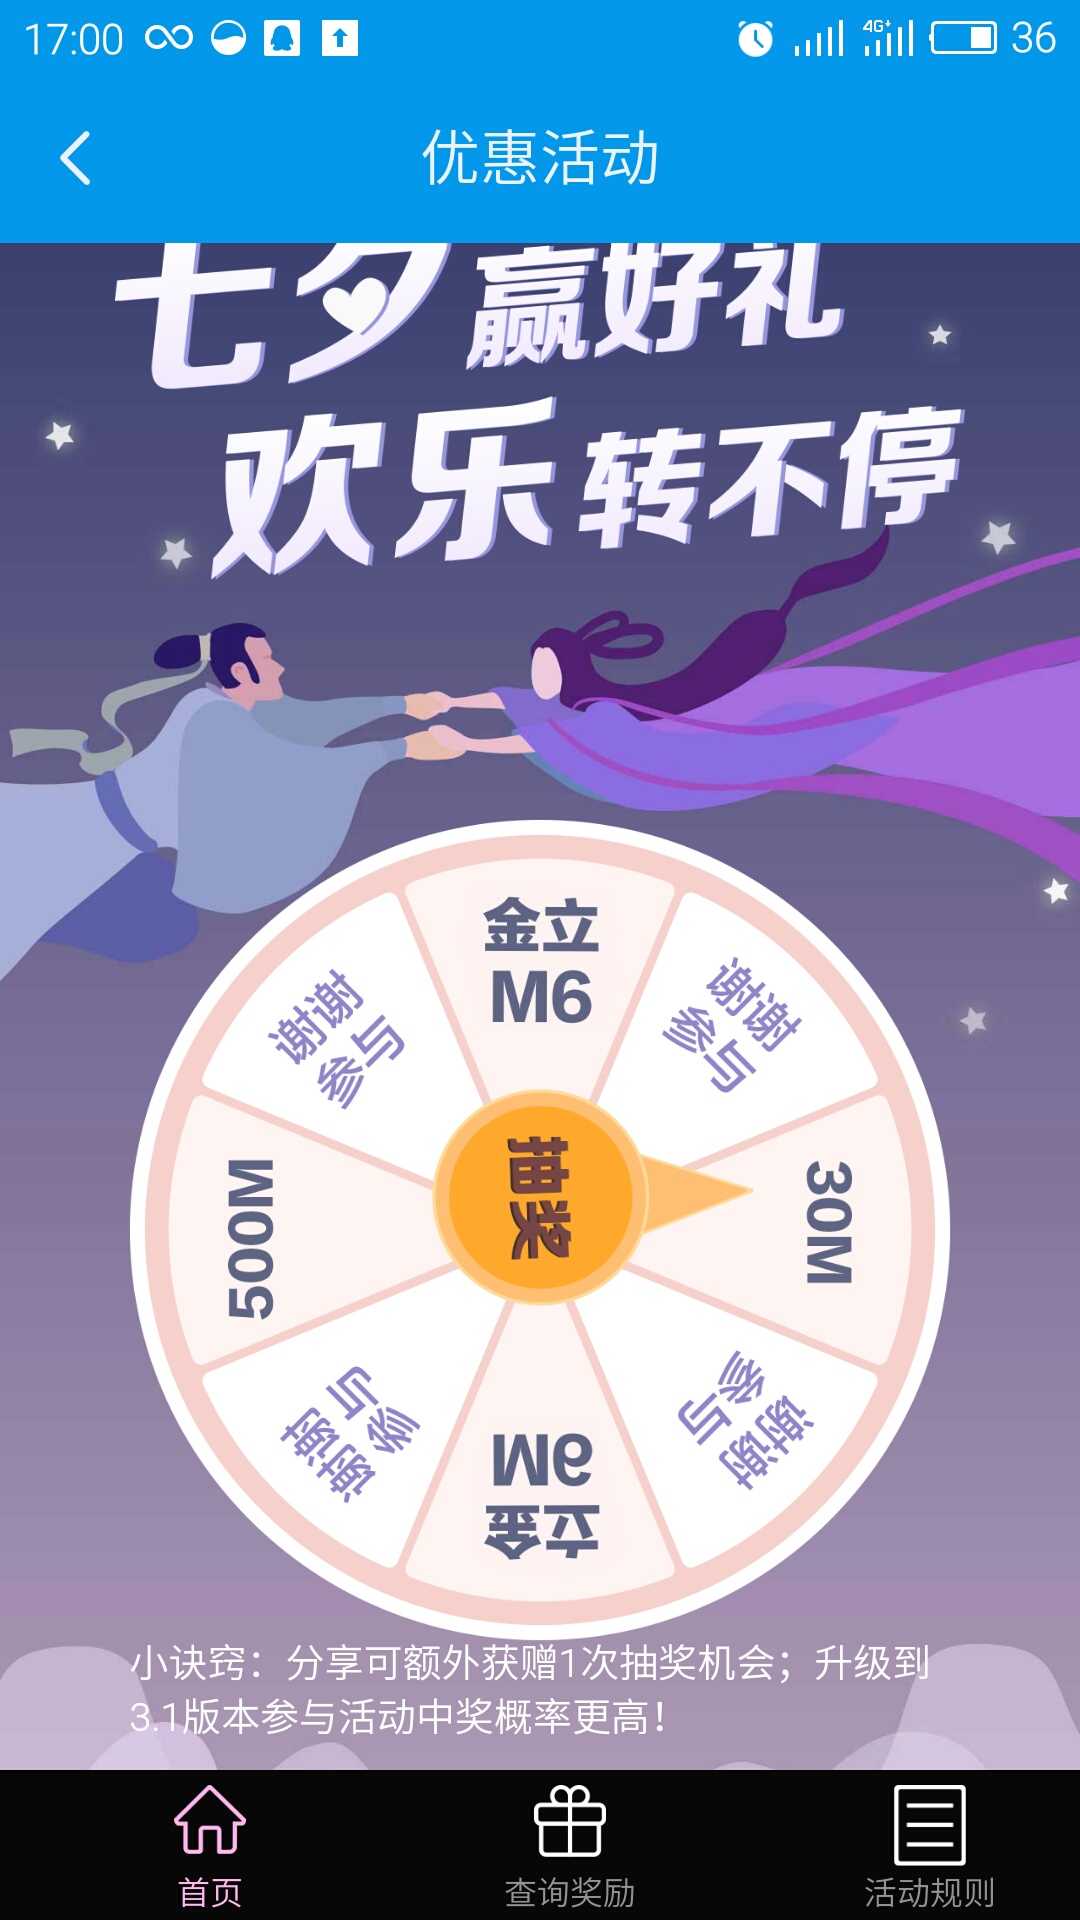 17:00 4G+ 36
优惠活动
七夕赢好礼
欢乐转不停
金立
M6
谢谢
参与
谢谢
参与
500M
抽奖
30M
谢谢
参与
谢谢
参与
金立
M6
小诀窍：分享可额外获赠1次抽奖机会；升级到
3.1版本参与活动中奖概率更高！
首页 查询奖励 活动规则